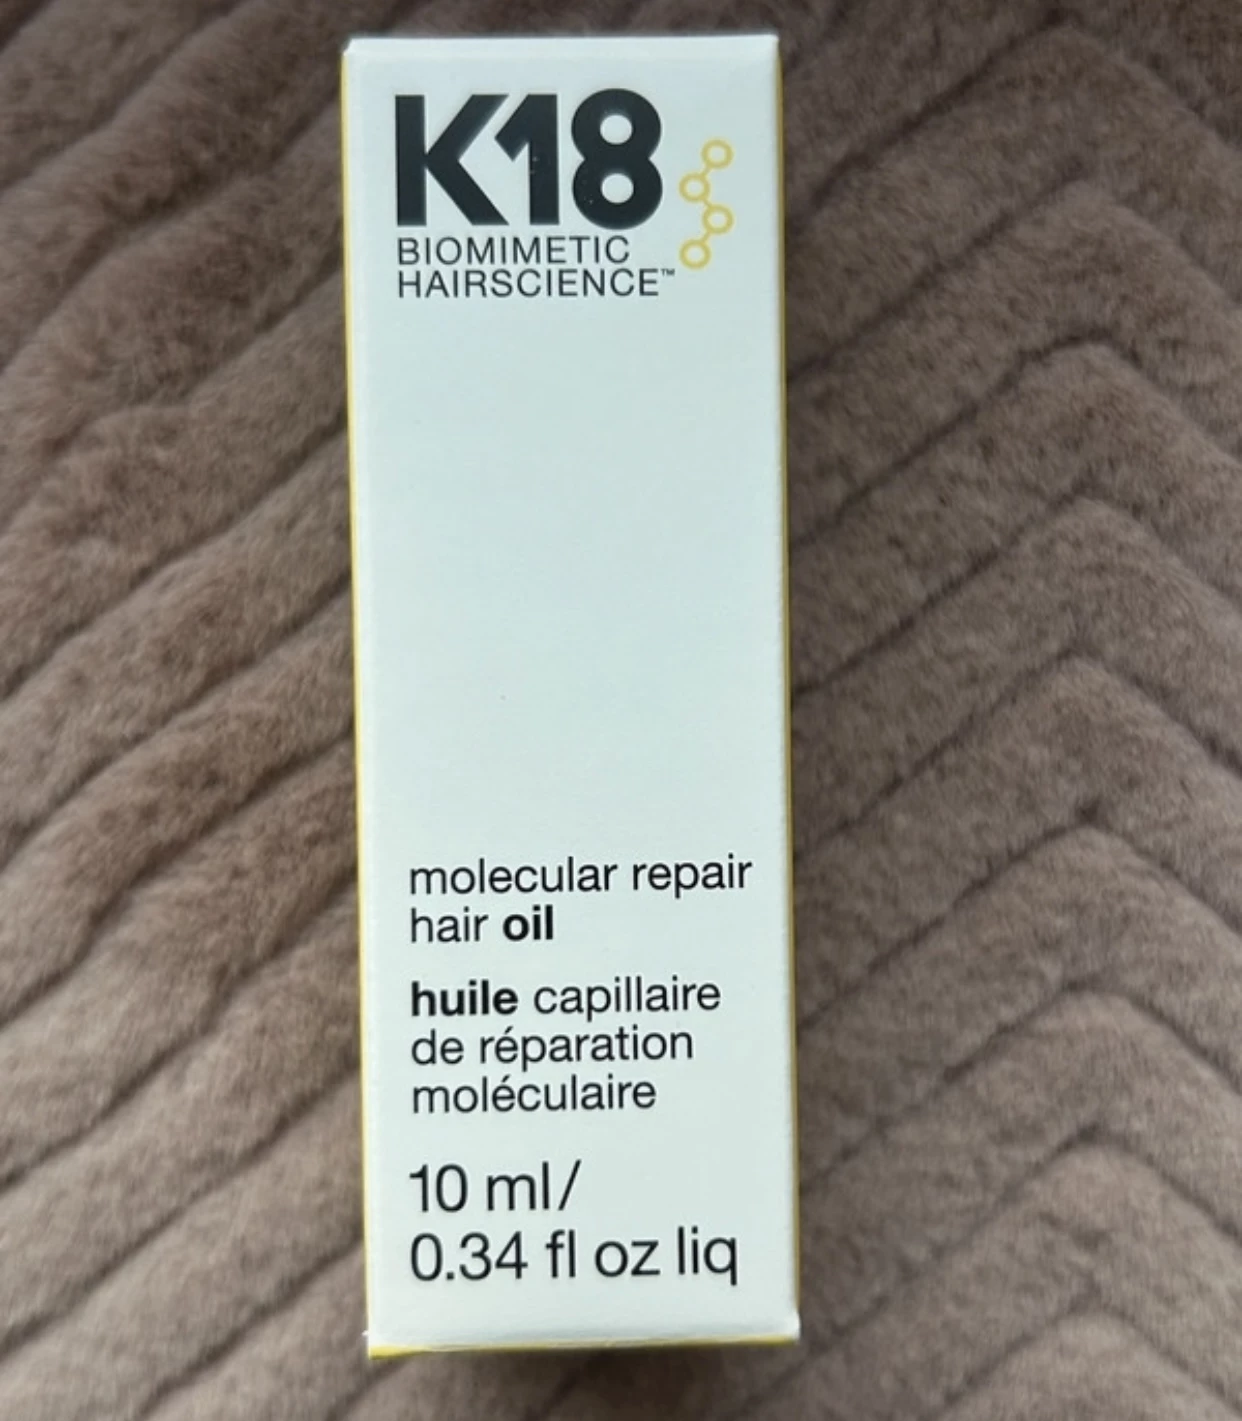 K18
BIOMIMETIC
HAIRSCIENCE™
molecular repair
hair oil
huile capillaire
de réparation
moléculaire
10 ml/
0.34 fl oz liq